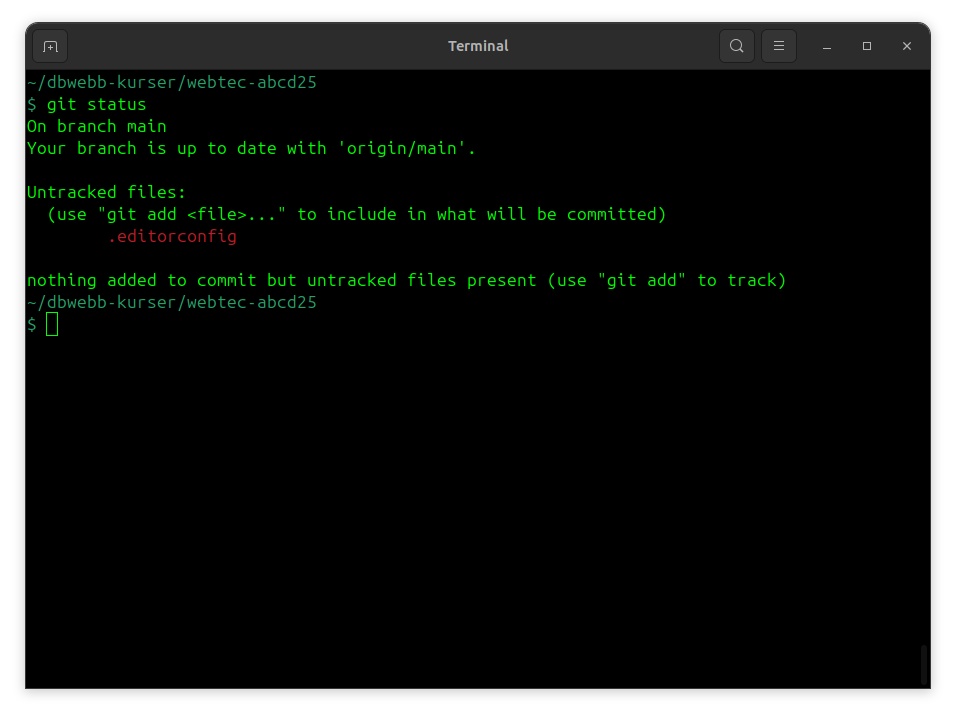 Terminal
~/dbwebb-kurser/webtec-abcd25
$ git status
On branch main
Your branch is up to date with 'origin/main'.
Untracked files:
  (use "git add <file>..." to include in what will be committed)
        .editorconfig
nothing added to commit but untracked files present (use "git add" to track)
~/dbwebb-kurser/webtec-abcd25
$